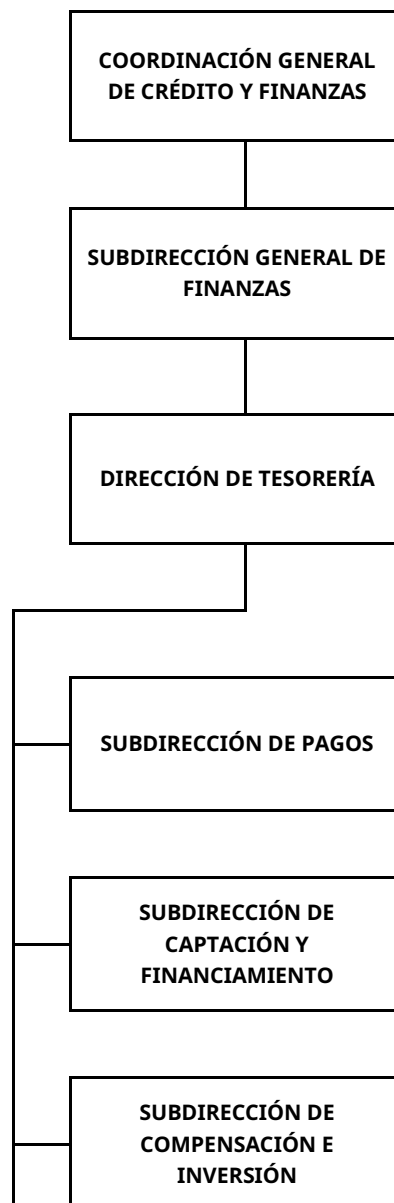 COORDINACIÓN GENERAL
DE CRÉDITO Y FINANZAS
SUBDIRECCIÓN GENERAL DE
FINANZAS
DIRECCIÓN DE TESORERÍA
SUBDIRECCIÓN DE PAGOS
SUBDIRECCIÓN DE
CAPTACIÓN Y
FINANCIAMIENTO
SUBDIRECCIÓN DE
COMPENSACIÓN E
INVERSIÓN